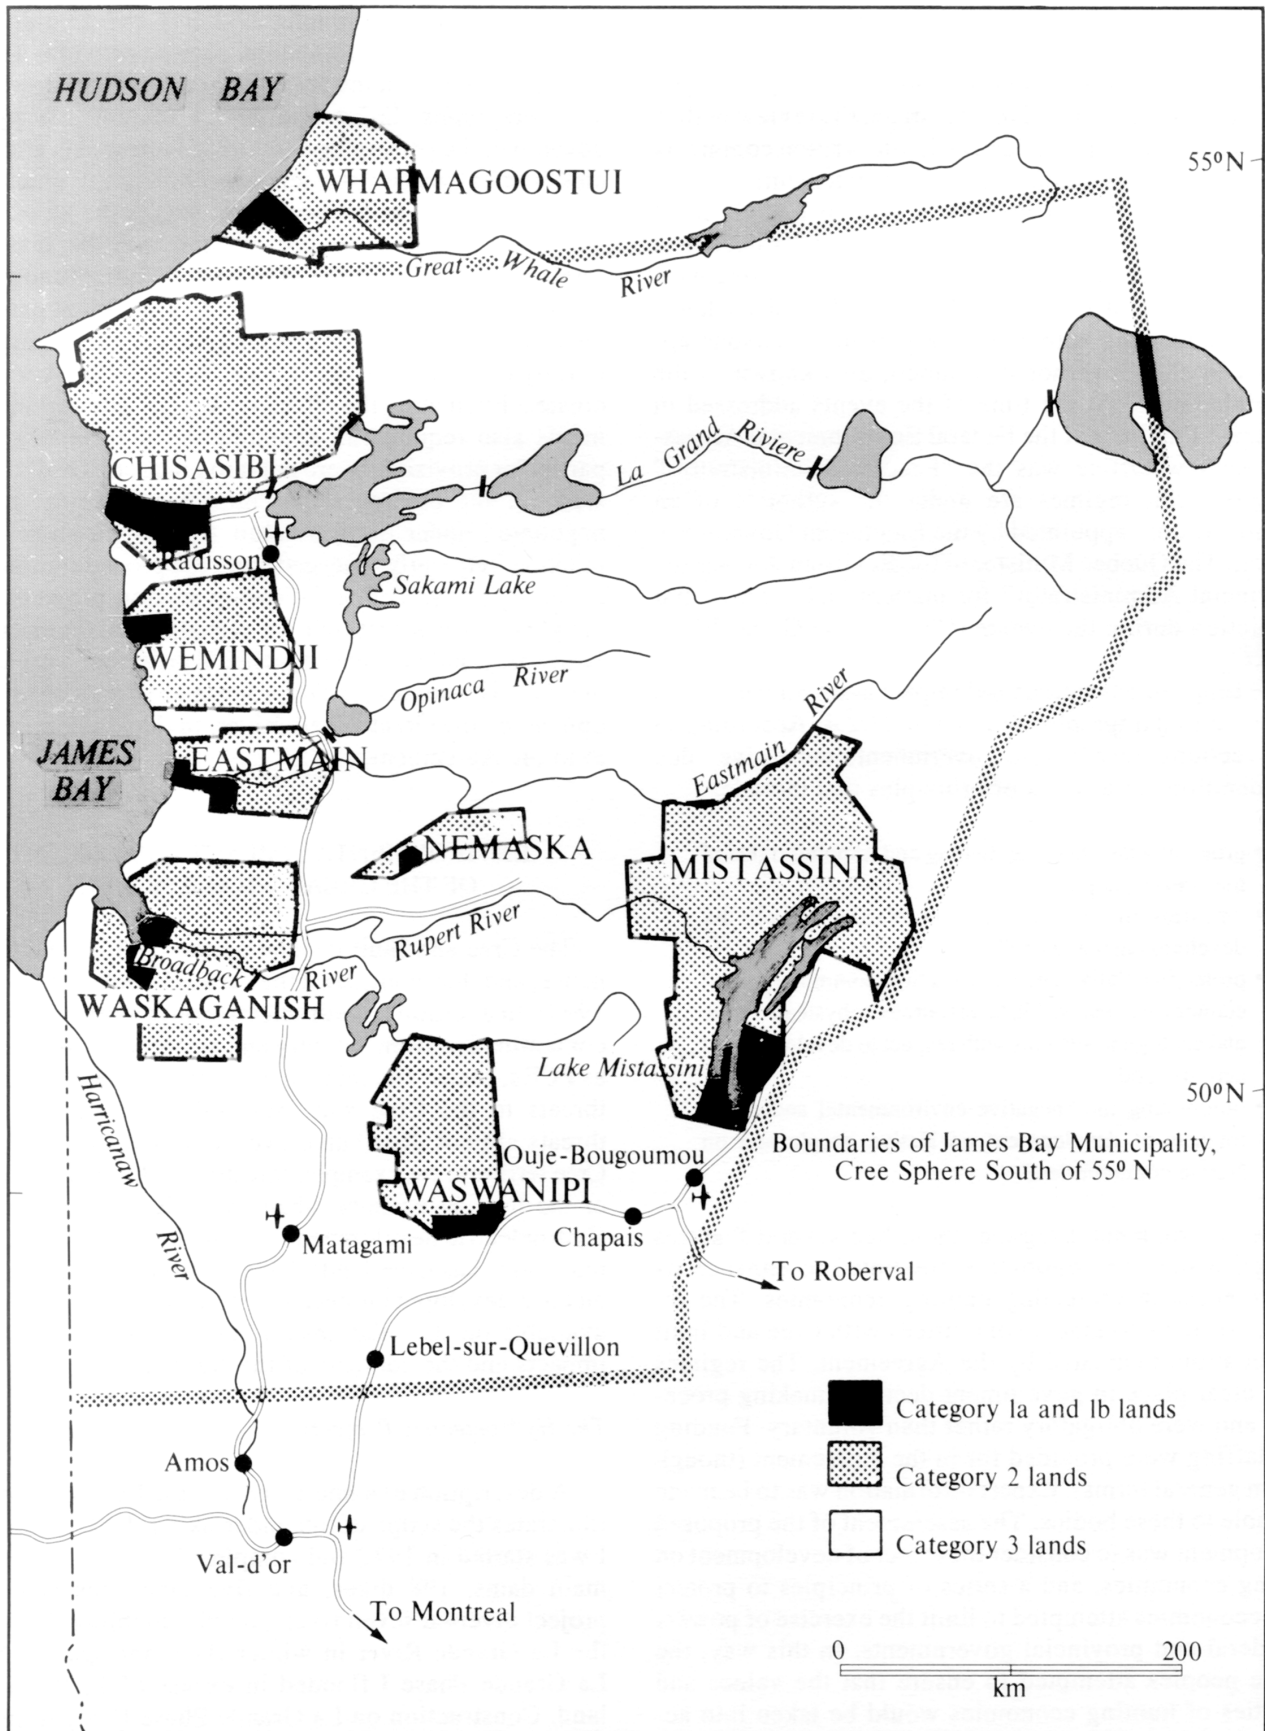 HUDSON BAY
55°N
WHAPMAGOOSTUI
Great Whale River
La Grand Riviere
CHISASIBI
Radisson
Sakami Lake
WEMINDJI
Opinaca River
JAMES
BAY
EASTMAIN
Eastmain River
NEMASKA
MISTASSINI
Rupert River
Broadback River
WASKAGANISH
Lake Mistassini
50°N
Harricanaw River
Boundaries of James Bay Municipality,
Cree Sphere South of 55° N
Ouje-Bougoumou
WASWANIPI
Chapais
Matagami
To Roberval
Lebel-sur-Quevillon
Category 1a and 1b lands
Amos
Category 2 lands
Category 3 lands
Val-d'or
To Montreal
0 200
km